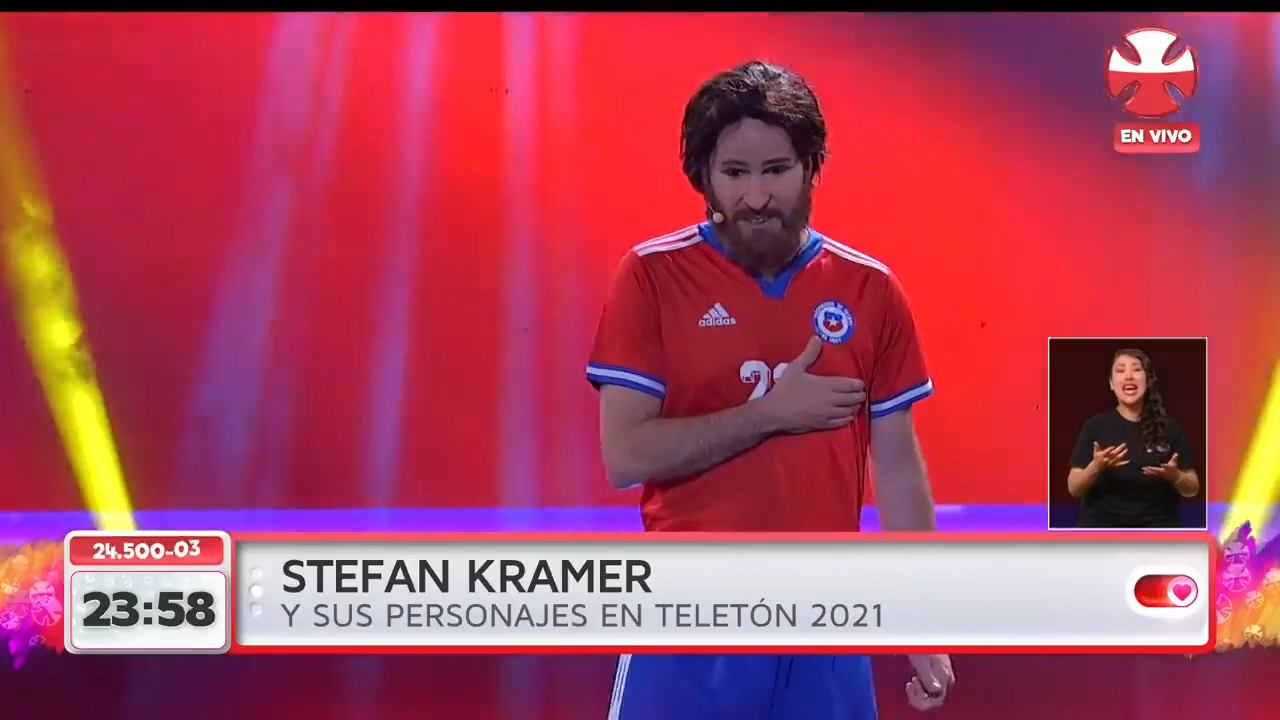 EN VIVO
adidas
24.500-03
23:58
STEFAN KRAMER
Y SUS PERSONAJES EN TELETÓN 2021